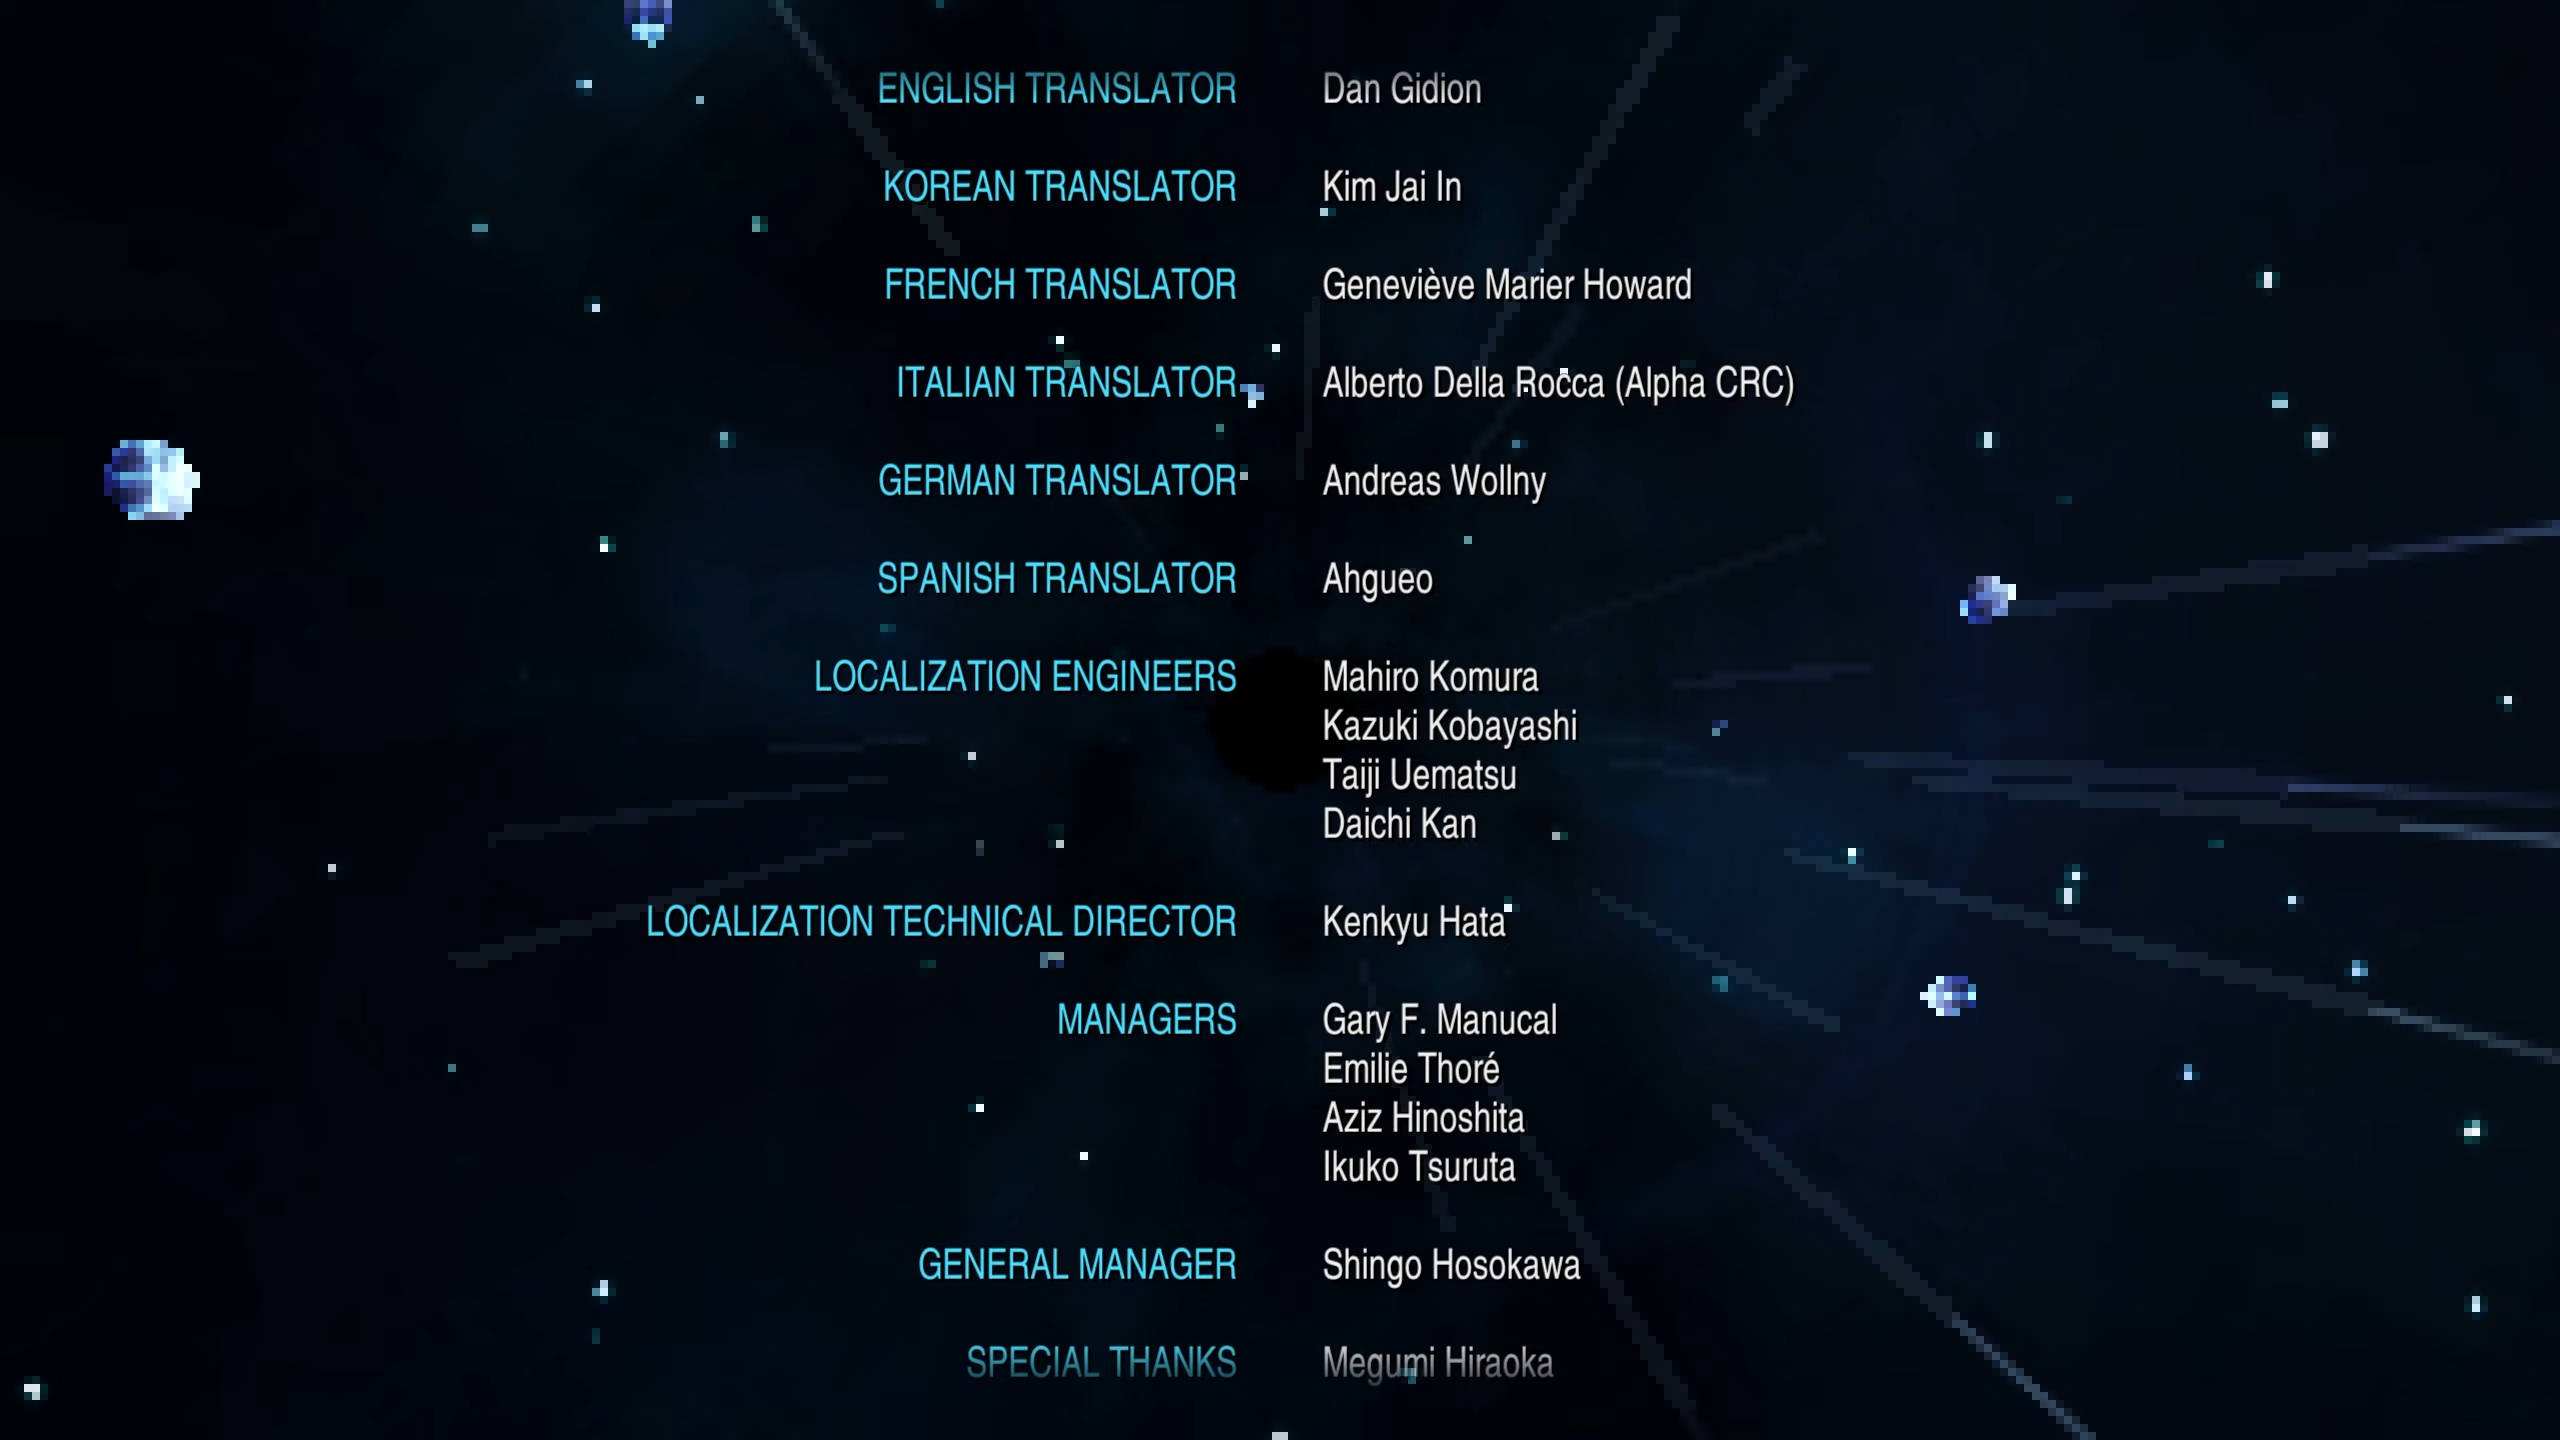 ENGLISH TRANSLATOR Dan Gidion
KOREAN TRANSLATOR Kim Jai In
FRENCH TRANSLATOR Geneviève Marier Howard
ITALIAN TRANSLATOR Alberto Della Rocca (Alpha CRC)
GERMAN TRANSLATOR Andreas Wollny
SPANISH TRANSLATOR Ahgueo
LOCALIZATION ENGINEERS Mahiro Komura
Kazuki Kobayashi
Taiji Uematsu
Daichi Kan
LOCALIZATION TECHNICAL DIRECTOR Kenkyu Hata
MANAGERS Gary F. Manucal
Emilie Thoré
Aziz Hinoshita
Ikuko Tsuruta
GENERAL MANAGER Shingo Hosokawa
SPECIAL THANKS Megumi Hiraoka